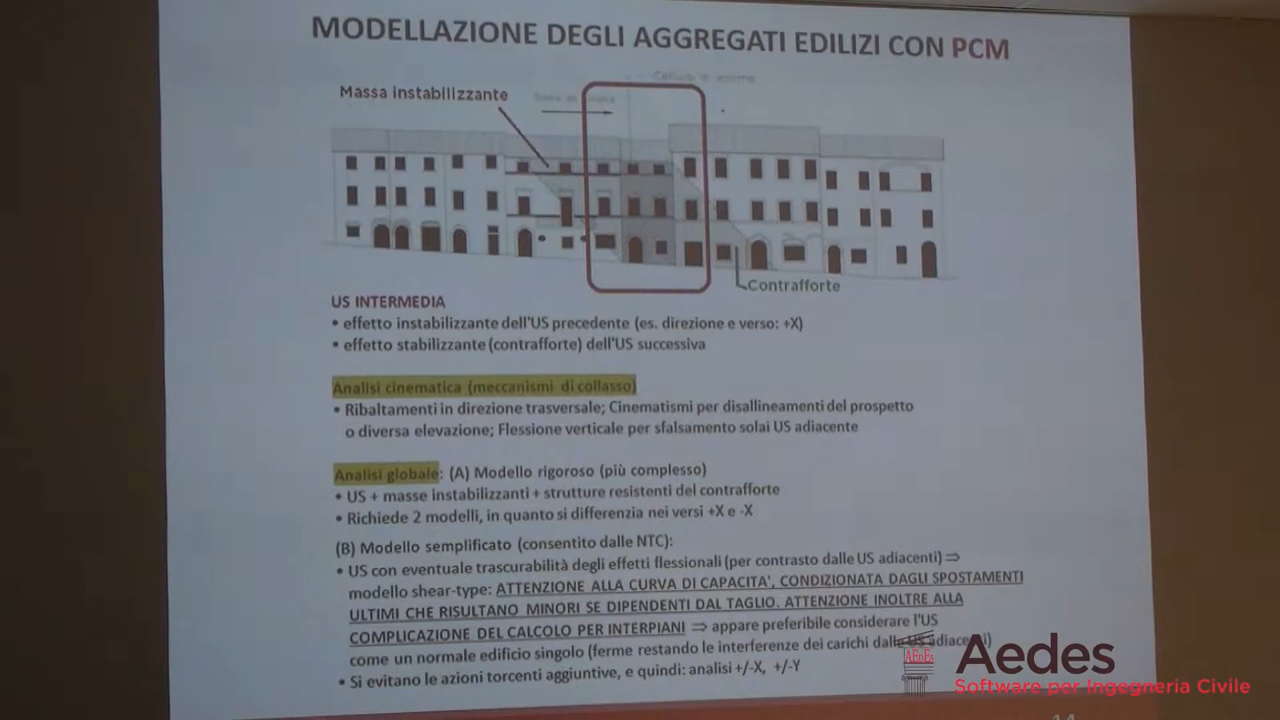 MODELLAZIONE DEGLI AGGREGATI EDILIZI CON PCM
Massa instabilizzante
Contrafforte
US INTERMEDIA
• effetto instabilizzante dell'US precedente (es. direzione e verso: +X)
• effetto stabilizzante (contrafforte) dell'US successiva
Analisi cinematica (meccanismi di collasso)
• Ribaltamenti in direzione trasversale; Cinematismi per disallineamenti del prospetto
o diversa elevazione; Flessione verticale per sfalsamento solai US adiacente
Analisi globale: (A) Modello rigoroso (più complesso)
• US + masse instabilizzanti + strutture resistenti del contrafforte
• Richiede 2 modelli, in quanto si differenzia nei versi +X e -X
(B) Modello semplificato (consentito dalle NTC):
• US con eventuale trascurabilità degli effetti flessionali (per contrasto dalle US adiacenti) ⇒
modello shear-type: ATTENZIONE ALLA CURVA DI CAPACITA', CONDIZIONATA DAGLI SPOSTAMENTI
ULTIMI CHE RISULTANO MINORI SE DIPENDENTI DAL TAGLIO. ATTENZIONE INOLTRE ALLA
COMPLICAZIONE DEL CALCOLO PER INTERPIANI ⇒ appare preferibile considerare l'US
come un normale edificio singolo (ferme restando le interferenze dei carichi dalle US adiacenti)
• Si evitano le azioni torcenti aggiuntive, e quindi: analisi +/-X, +/-Y
AEDES
Aedes
Software per Ingegneria Civile